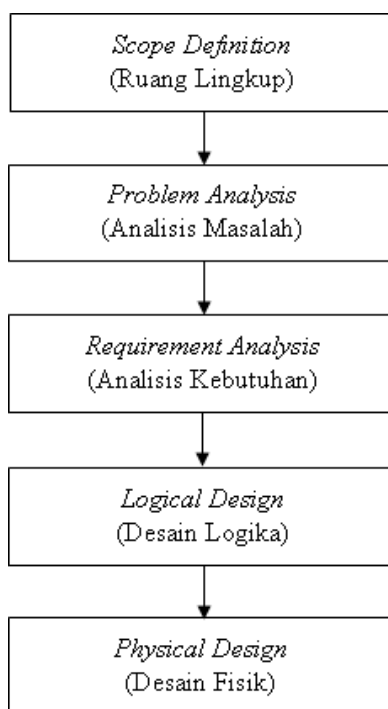 Scope Definition
(Ruang Lingkup)
Problem Analysis
(Analisis Masalah)
Requirement Analysis
(Analisis Kebutuhan)
Logical Design
(Desain Logika)
Physical Design
(Desain Fisik)